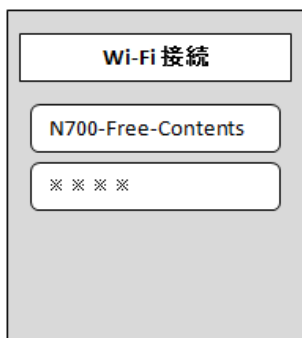 Wi-Fi 接続
N700-Free-Contents
※ ※ ※ ※